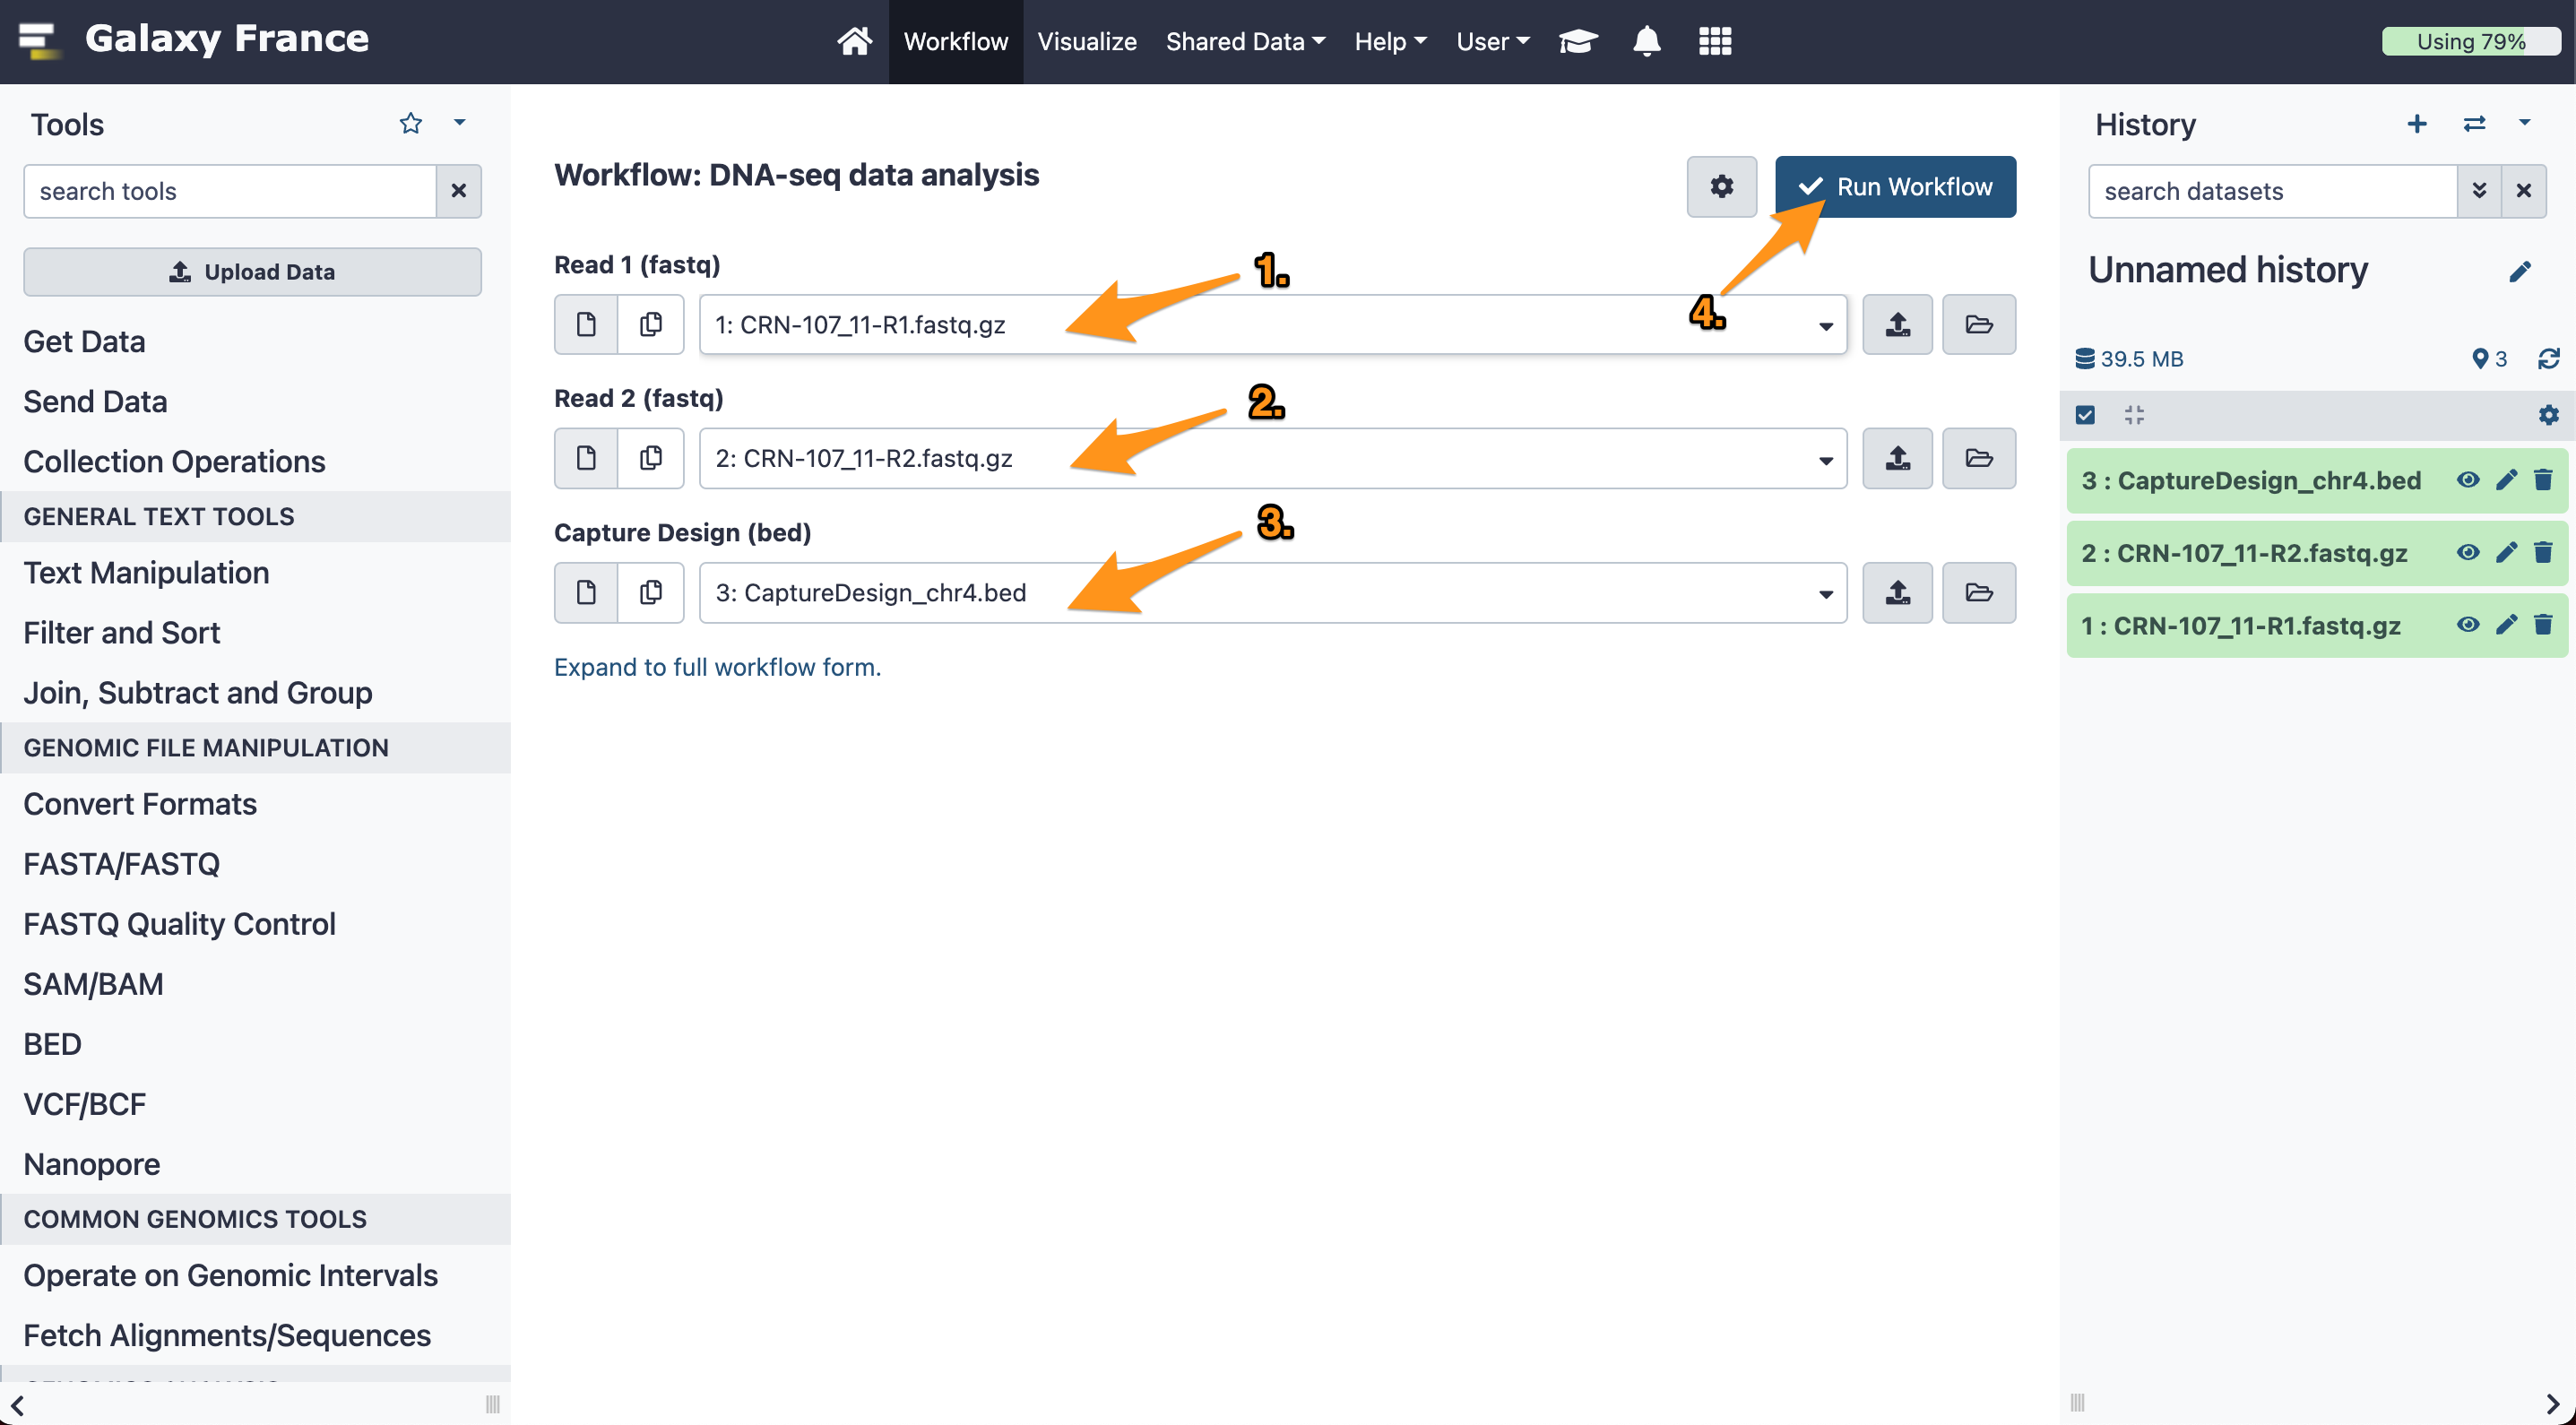 Galaxy France
Workflow
Visualize
Shared Data
Help
User
Using 79%
Tools
search tools
Upload Data
Get Data
Send Data
Collection Operations
GENERAL TEXT TOOLS
Text Manipulation
Filter and Sort
Join, Subtract and Group
GENOMIC FILE MANIPULATION
Convert Formats
FASTA/FASTQ
FASTQ Quality Control
SAM/BAM
BED
VCF/BCF
Nanopore
COMMON GENOMICS TOOLS
Operate on Genomic Intervals
Fetch Alignments/Sequences
Workflow: DNA-seq data analysis
Run Workflow
4.
Read 1 (fastq)
1.
1: CRN-107_11-R1.fastq.gz
Read 2 (fastq)
2.
2: CRN-107_11-R2.fastq.gz
Capture Design (bed)
3.
3: CaptureDesign_chr4.bed
Expand to full workflow form.
History
search datasets
Unnamed history
39.5 MB
3
3 : CaptureDesign_chr4.bed
2 : CRN-107_11-R2.fastq.gz
1 : CRN-107_11-R1.fastq.gz